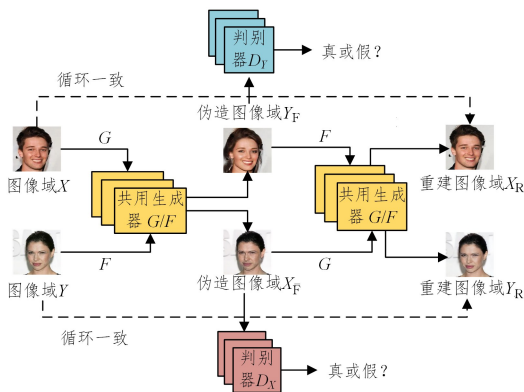 判别
器D_Y
真或假？
循环一致
伪造图像域Y_F
G
F
图像域X
共用生成
器 G/F
共用生成
器 G/F
重建图像域X_R
F
G
图像域Y
伪造图像域X_F
重建图像域Y_R
循环一致
判别
器D_X
真或假？